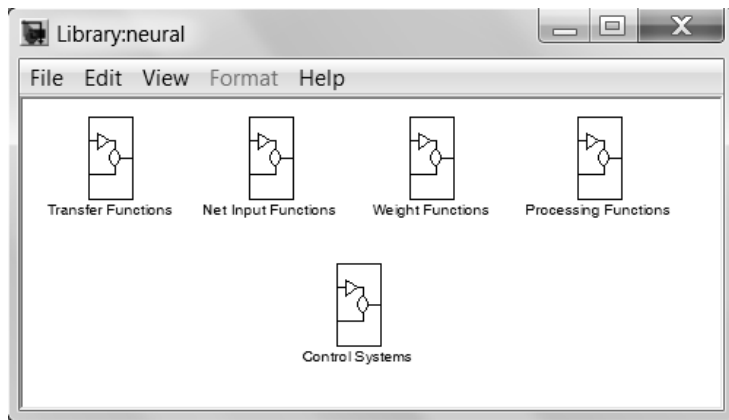 Library:neural
File Edit View Format Help
Transfer Functions Net Input Functions Weight Functions Processing Functions
Control Systems